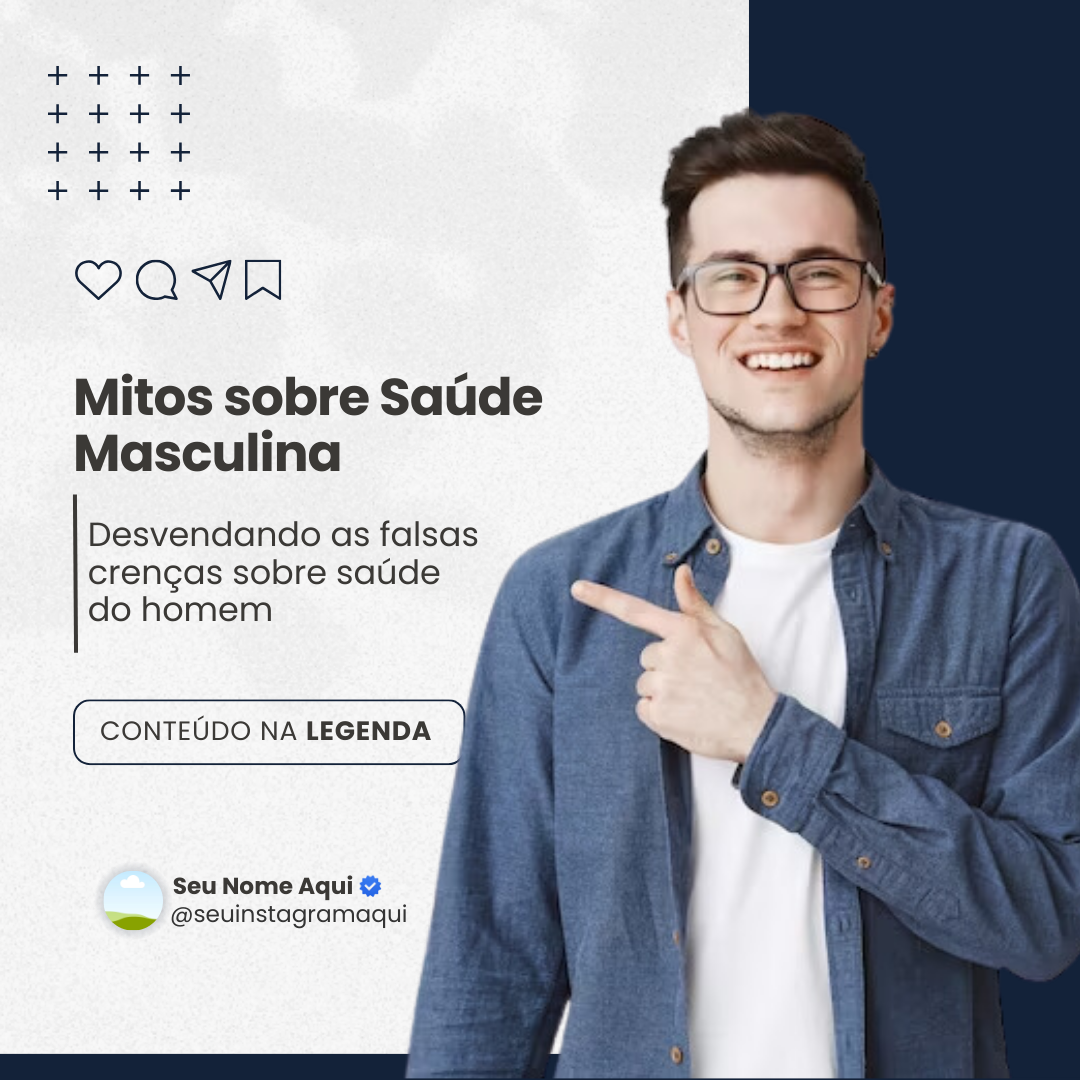 Mitos sobre Saúde
Masculina
Desvendando as falsas
crenças sobre saúde
do homem
CONTEÚDO NA LEGENDA
Seu Nome Aqui
@seuinstagramaqui